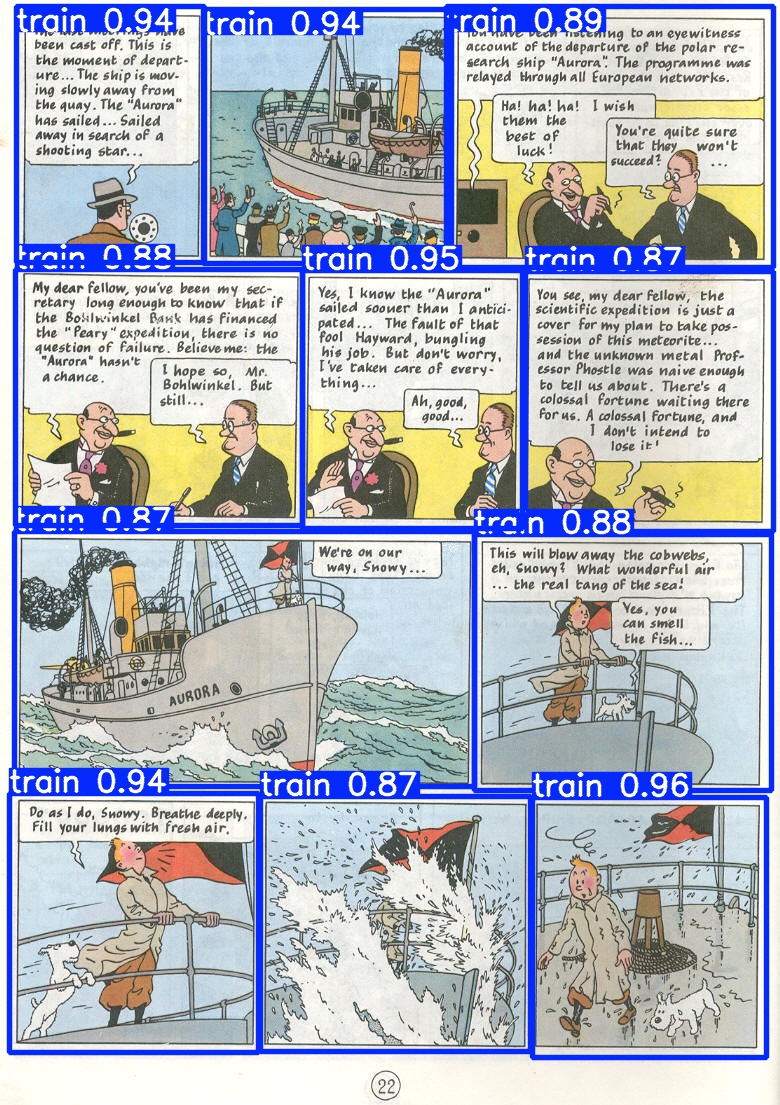 train 0.94
The last moorings have
been cast off. This is
the moment of depart-
ure... The ship is mov-
ing slowly away from
the quay. The "Aurora"
has sailed... Sailed
away in search of a
shooting star...
train 0.94
train 0.89
You have been listening to an eyewitness
account of the departure of the polar re-
search ship "Aurora". The programme was
relayed through all European networks.
Ha! ha! ha! I wish
them the
best of
luck!
You're quite sure
that they won't
succeed? ...
train 0.88
My dear fellow, you've been my sec-
retary long enough to know that if
the Bohlwinkel Bank has financed
the "Peary" expedition, there is no
question of failure. Believe me: the
"Aurora" hasn't
a chance.
I hope so, Mr.
Bohlwinkel. But
still...
train 0.95
Yes, I know the "Aurora"
sailed sooner than I antici-
pated... The fault of that
fool Hayward, bungling
his job. But don't worry,
I've taken care of every-
thing...
Ah, good,
good...
train 0.87
You see, my dear fellow, the
scientific expedition is just a
cover for my plan to take pos-
session of this meteorite...
and the unknown metal Prof-
essor Phostle was naive enough
to tell us about. There's a
colossal fortune waiting there
for us. A colossal fortune, and
I don't intend to
lose it!
train 0.87
We're on our
way, Snowy...
AURORA
train 0.88
This will blow away the cobwebs,
eh, Snowy? What wonderful air
... the real tang of the sea!
Yes, you
can smell
the fish...
train 0.94
Do as I do, Snowy. Breathe deeply.
Fill your lungs with fresh air.
train 0.87
train 0.96
22